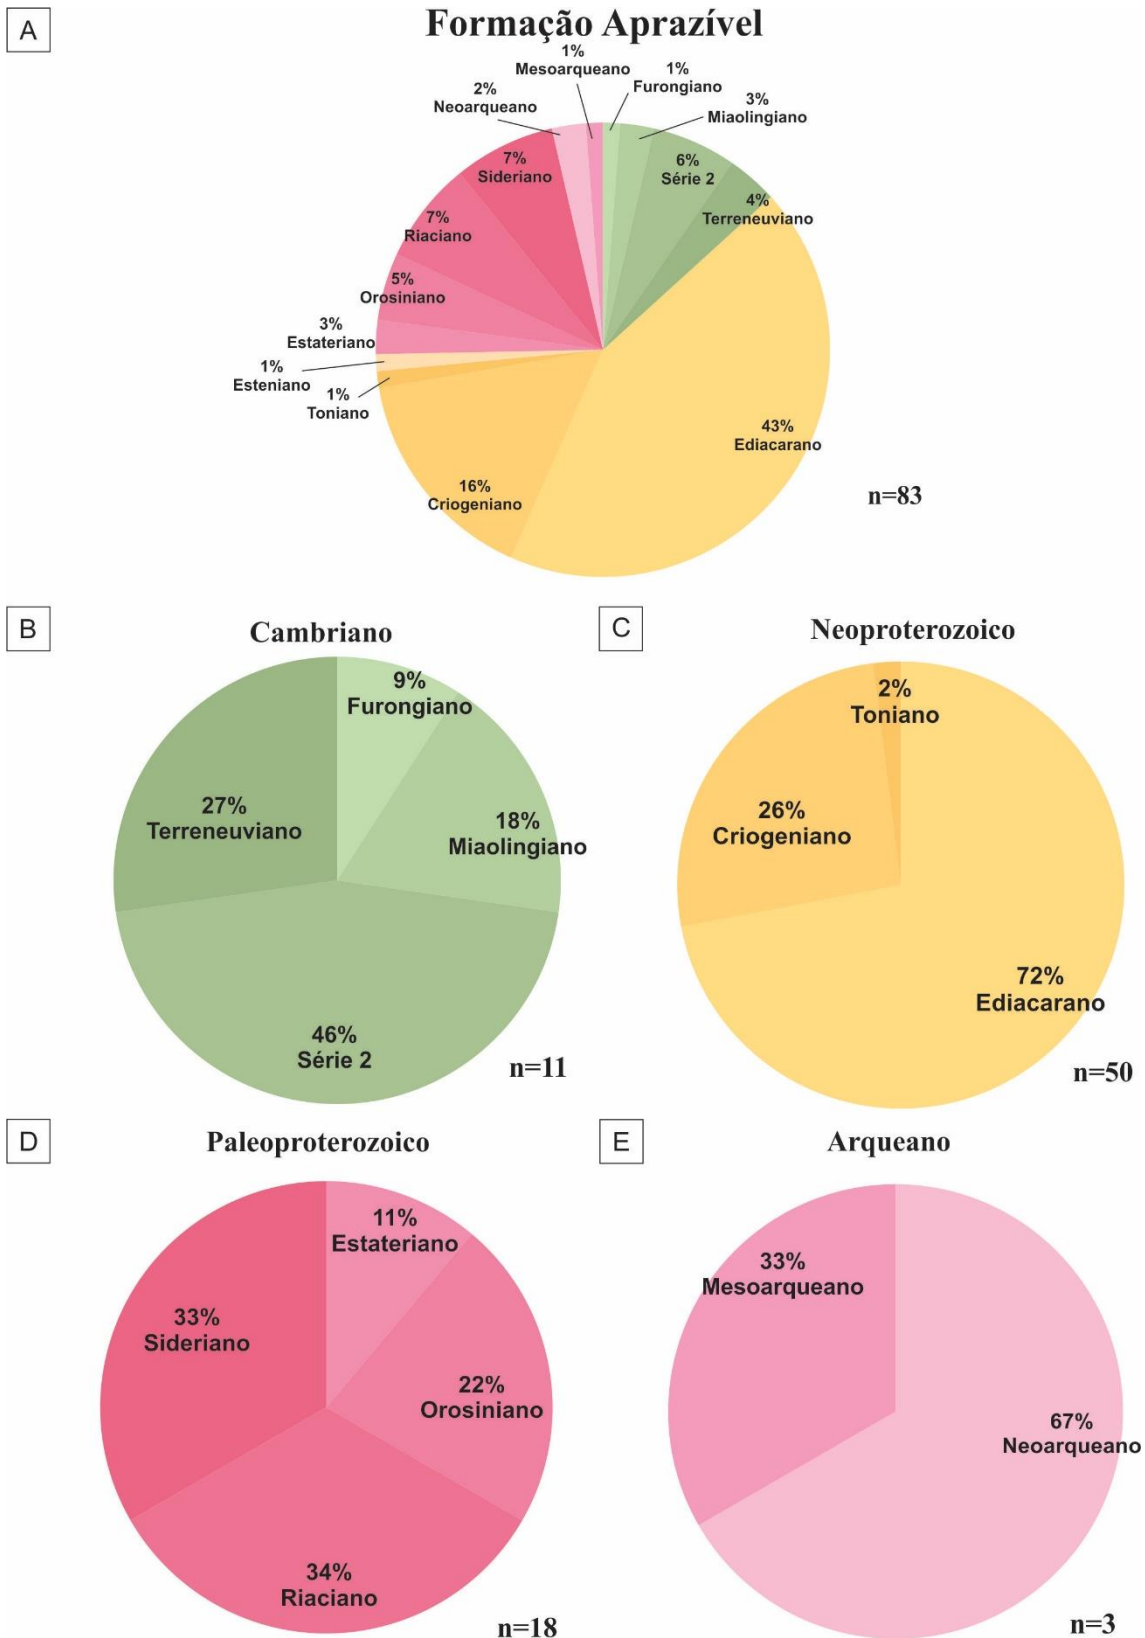 A
Formação Aprazível
1%
Mesoarqueano
1%
Furongiano
2%
Neoarqueano
3%
Miaolingiano
7%
Sideriano
6%
Série 2
4%
Terreneuviano
7%
Riaciano
5%
Orosiniano
3%
Estateriano
1%
Esteniano
1%
Toniano
43%
Ediacarano
16%
Criogeniano
n=83
B
Cambriano
9%
Furongiano
27%
Terreneuviano
18%
Miaolingiano
46%
Série 2
n=11
C
Neoproterozoico
2%
Toniano
26%
Criogeniano
72%
Ediacarano
n=50
D
Paleoproterozoico
11%
Estateriano
33%
Sideriano
22%
Orosiniano
34%
Riaciano
n=18
E
Arqueano
33%
Mesoarqueano
67%
Neoarqueano
n=3